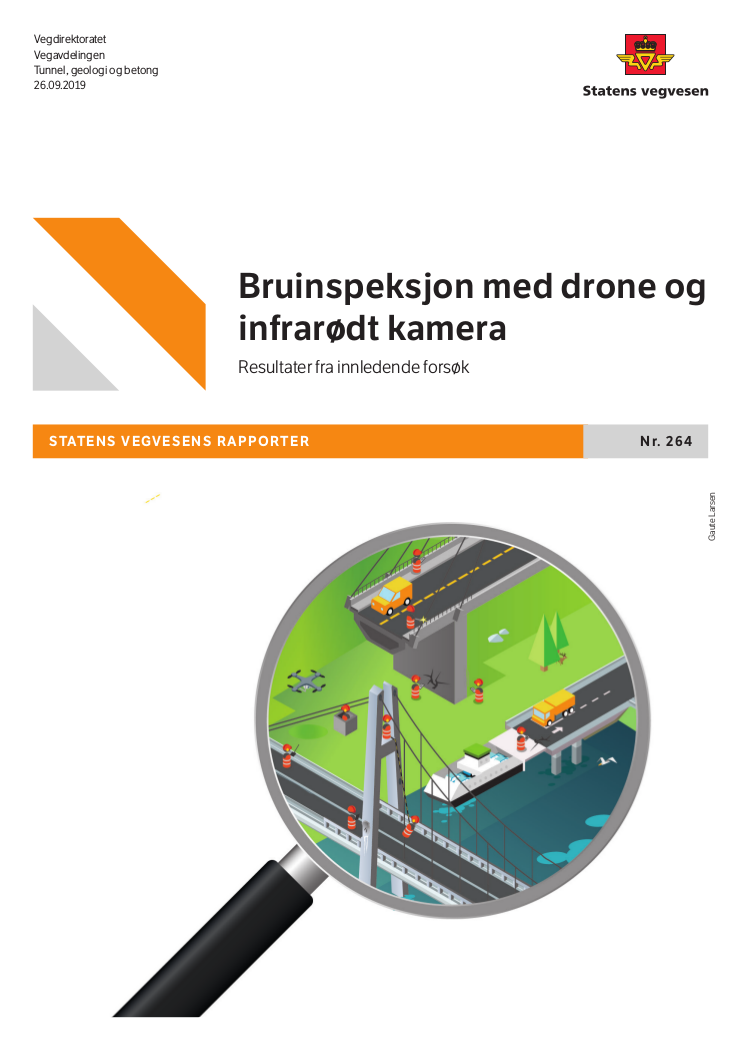 Vegdirektoratet
Vegavdelingen
Tunnel, geologi og betong
26.09.2019
Statens vegvesen
Bruinspeksjon med drone og
infrarødt kamera
Resultater fra innledende forsøk
STATENS VEGVESENS RAPPORTER
Nr. 264
Gaute Larsen